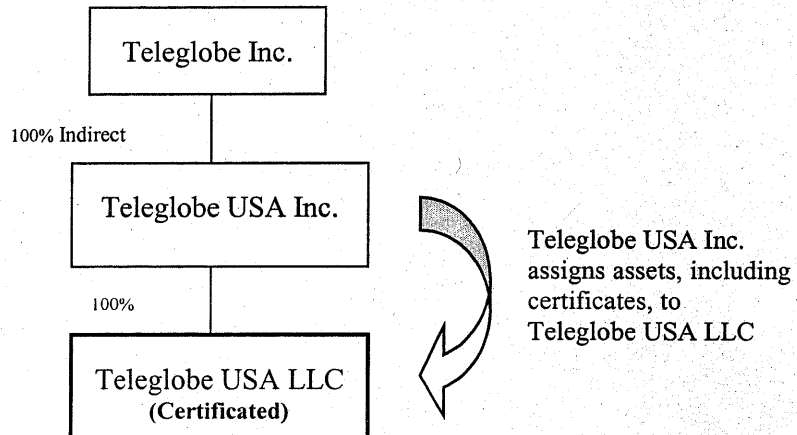 Teleglobe Inc.
100% Indirect
Teleglobe USA Inc.
Teleglobe USA Inc.
assigns assets, including
certificates, to
Teleglobe USA LLC
100%
Teleglobe USA LLC
(Certificated)